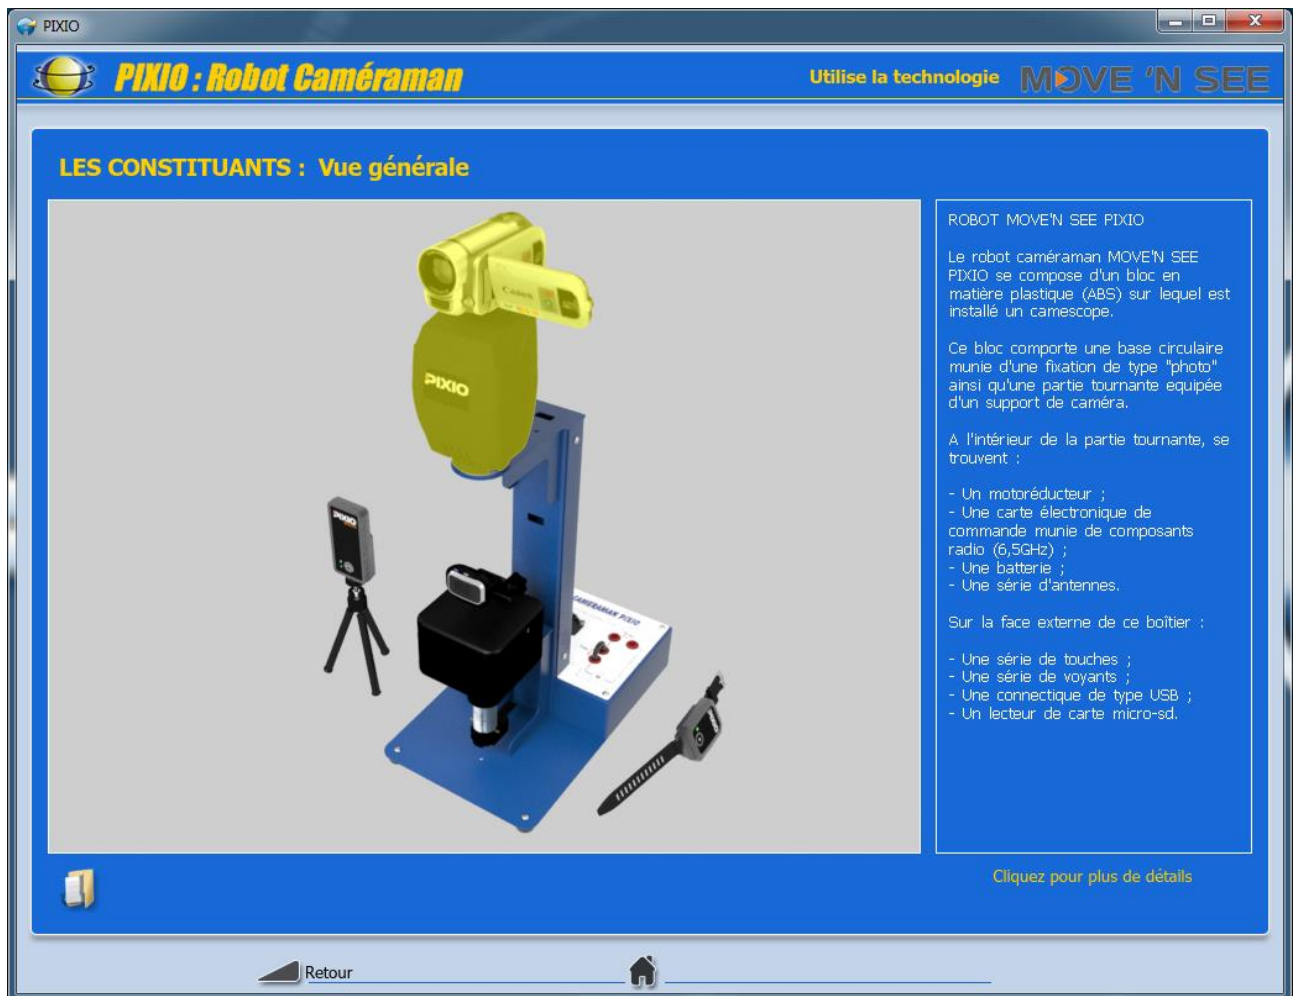 PIXIO
PIXIO : Robot Caméraman
Utilise la technologie MOVE 'N SEE
LES CONSTITUANTS : Vue générale
Canon
PIXIO
PIXIO
CAMERAMAN PIXIO
PIXIO
ROBOT MOVE'N SEE PIXIO
Le robot caméraman MOVE'N SEE
PIXIO se compose d'un bloc en
matière plastique (ABS) sur lequel est
installé un camescope.
Ce bloc comporte une base circulaire
munie d'une fixation de type "photo"
ainsi qu'une partie tournante equipée
d'un support de caméra.
A l'intérieur de la partie tournante, se
trouvent :
- Un motoréducteur ;
- Une carte électronique de
commande munie de composants
radio (6,5GHz) ;
- Une batterie ;
- Une série d'antennes.
Sur la face externe de ce boîtier :
- Une série de touches ;
- Une série de voyants ;
- Une connectique de type USB ;
- Un lecteur de carte micro-sd.
Cliquez pour plus de détails
Retour